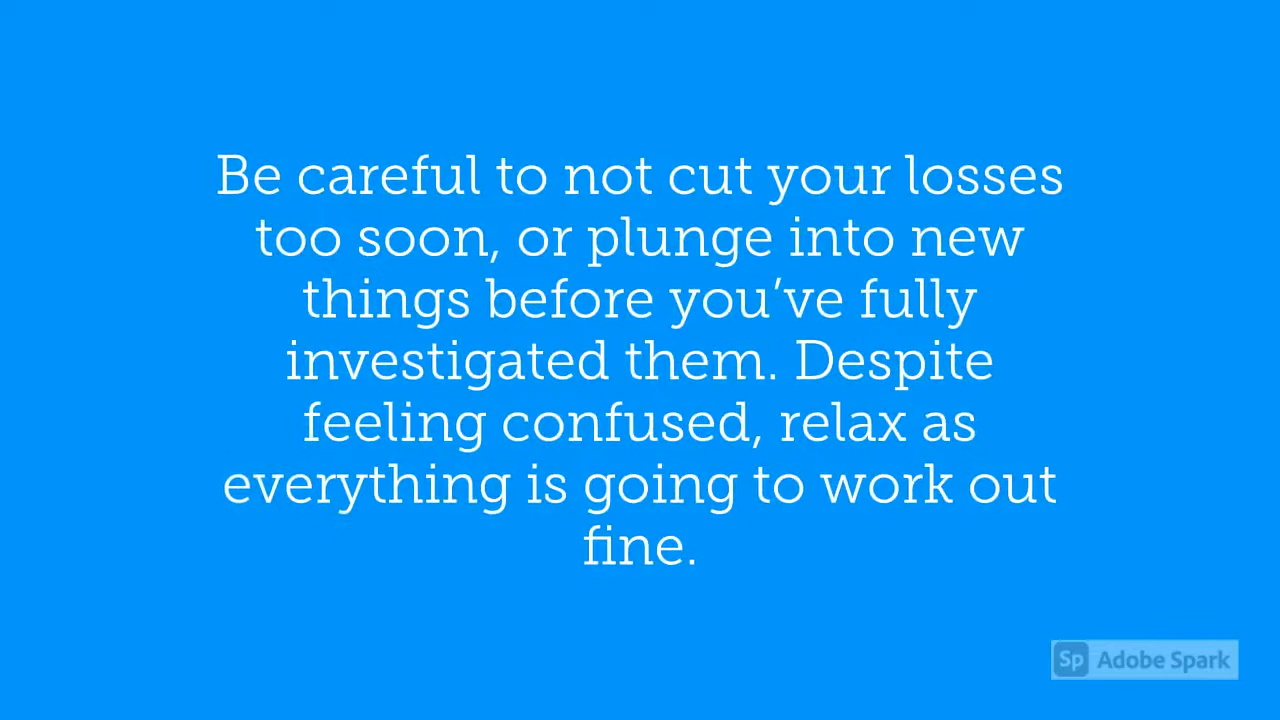 Be careful to not cut your losses
too soon, or plunge into new
things before you’ve fully
investigated them. Despite
feeling confused, relax as
everything is going to work out
fine.
Sp Adobe Spark